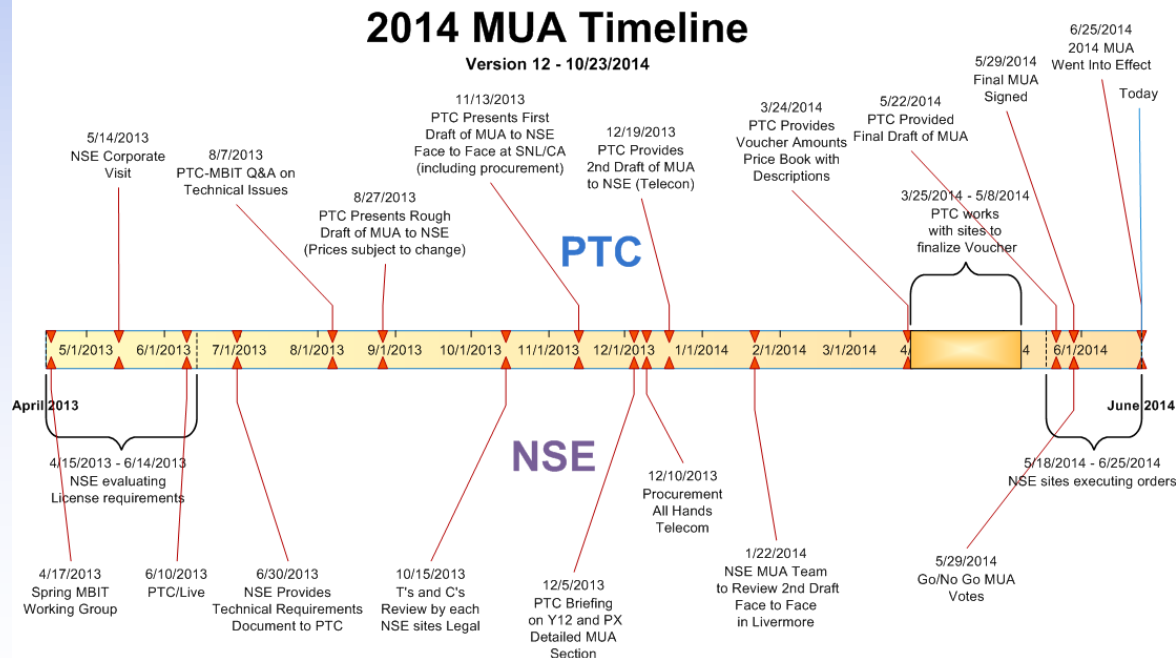 2014 MUA Timeline
Version 12 - 10/23/2014
5/14/2013
NSE Corporate
Visit
8/7/2013
PTC-MBIT Q&A on
Technical Issues
8/27/2013
PTC Presents Rough
Draft of MUA to NSE
(Prices subject to change)
11/13/2013
PTC Presents First
Draft of MUA to NSE
Face to Face at SNL/CA
(including procurement)
12/19/2013
PTC Provides
2nd Draft of MUA
to NSE (Telecon)
3/24/2014
PTC Provides
Voucher Amounts
Price Book with
Descriptions
5/22/2014
PTC Provided
Final Draft of MUA
5/29/2014
Final MUA
Signed
6/25/2014
2014 MUA
Went Into Effect
Today
3/25/2014 - 5/8/2014
PTC works
with sites to
finalize Voucher
PTC
5/1/2013 6/1/2013 7/1/2013 8/1/2013 9/1/2013 10/1/2013 11/1/2013 12/1/2013 1/1/2014 2/1/2014 3/1/2014 4/ 4 6/1/2014
April 2013
June 2014
NSE
4/15/2013 - 6/14/2013
NSE evaluating
License requirements
5/18/2014 - 6/25/2014
NSE sites executing orders
4/17/2013
Spring MBIT
Working Group
6/10/2013
PTC/Live
6/30/2013
NSE Provides
Technical Requirements
Document to PTC
10/15/2013
T's and C's
Review by each
NSE sites Legal
12/5/2013
PTC Briefing
on Y12 and PX
Detailed MUA
Section
12/10/2013
Procurement
All Hands
Telecom
1/22/2014
NSE MUA Team
to Review 2nd Draft
Face to Face
in Livermore
5/29/2014
Go/No Go MUA
Votes